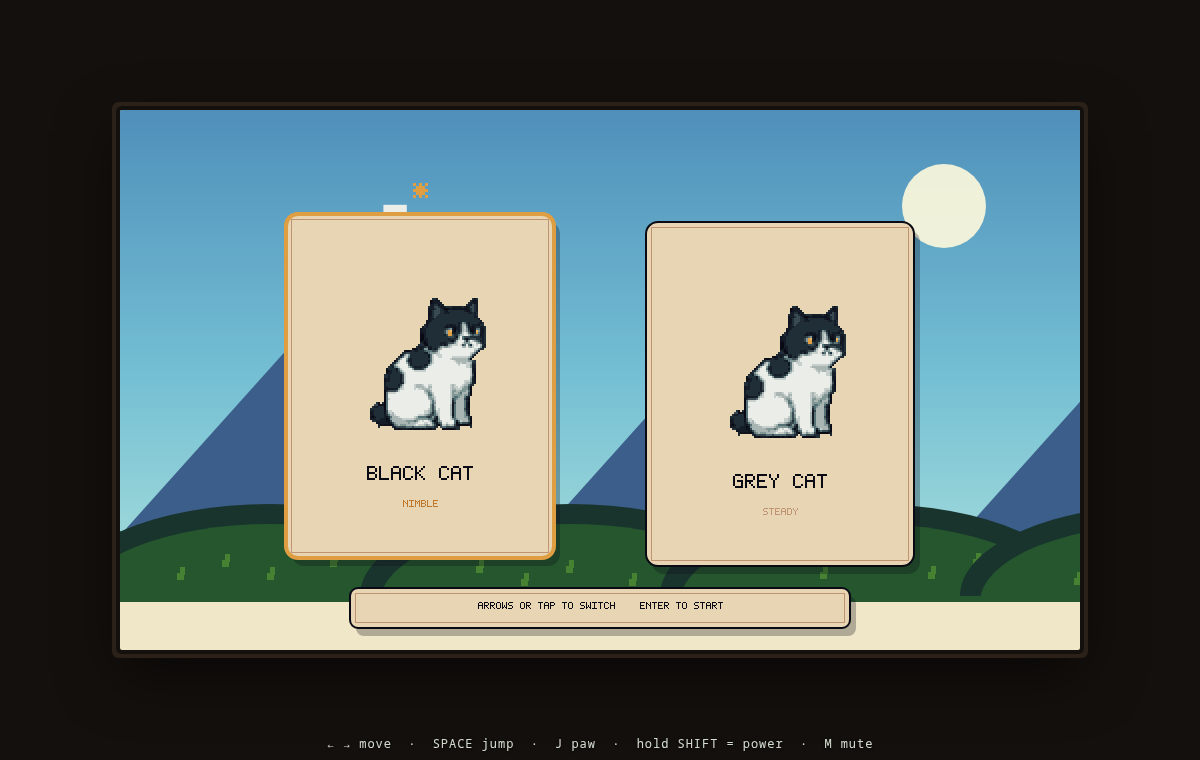 BLACK CAT
NIMBLE
GREY CAT
STEADY
ARROWS OR TAP TO SWITCH    ENTER TO START
← → move  ·  SPACE jump  ·  J paw  ·  hold SHIFT = power  ·  M mute